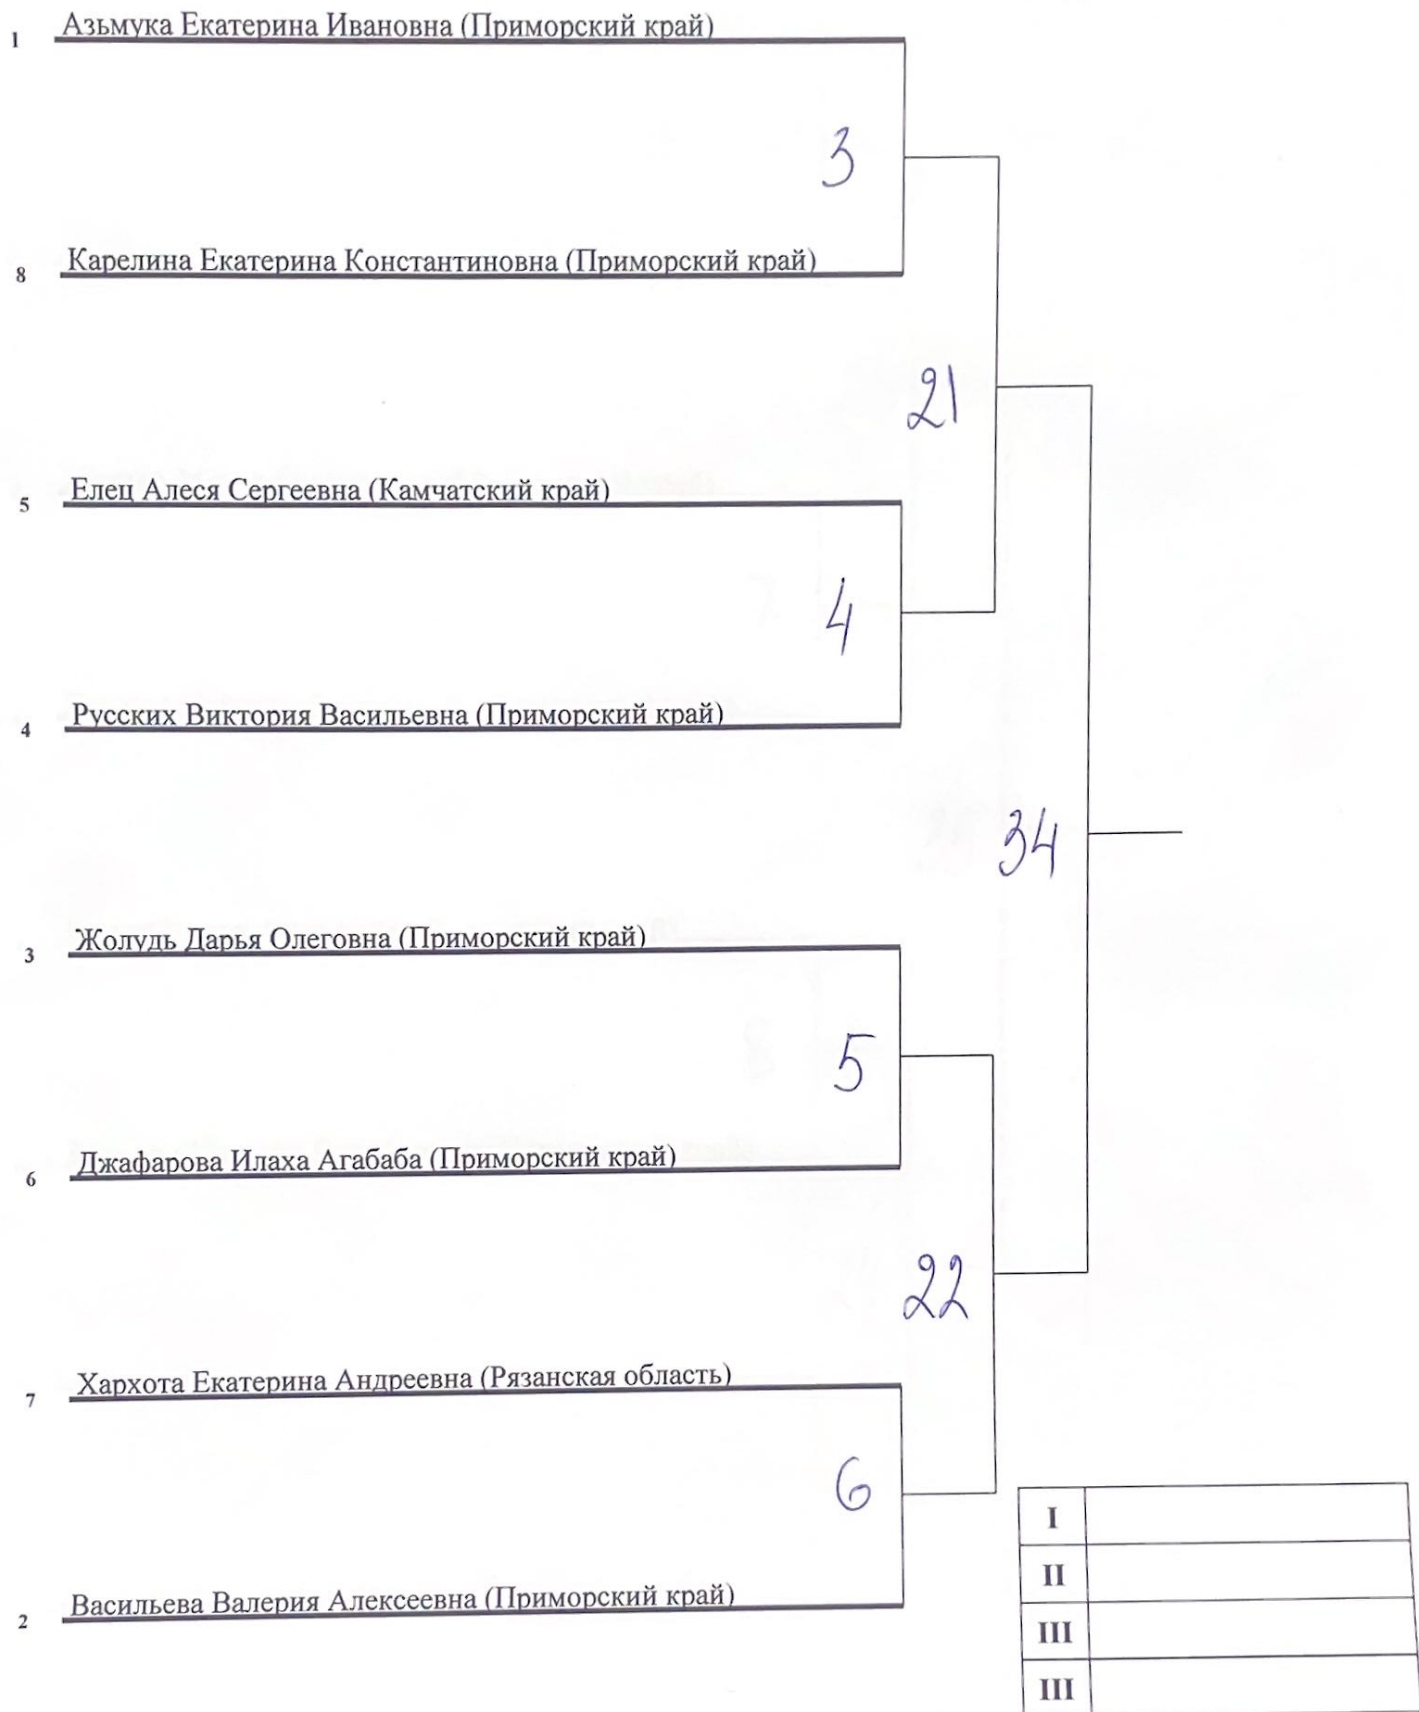 1 Азьмука Екатерина Ивановна (Приморский край)
3
8 Карелина Екатерина Константиновна (Приморский край)
21
5 Елец Алеся Сергеевна (Камчатский край)
4
4 Русских Виктория Васильевна (Приморский край)
34
3 Жолудь Дарья Олеговна (Приморский край)
5
6 Джафарова Илаха Агабаба (Приморский край)
22
7 Хархота Екатерина Андреевна (Рязанская область)
6
2 Васильева Валерия Алексеевна (Приморский край)
I
II
III
III